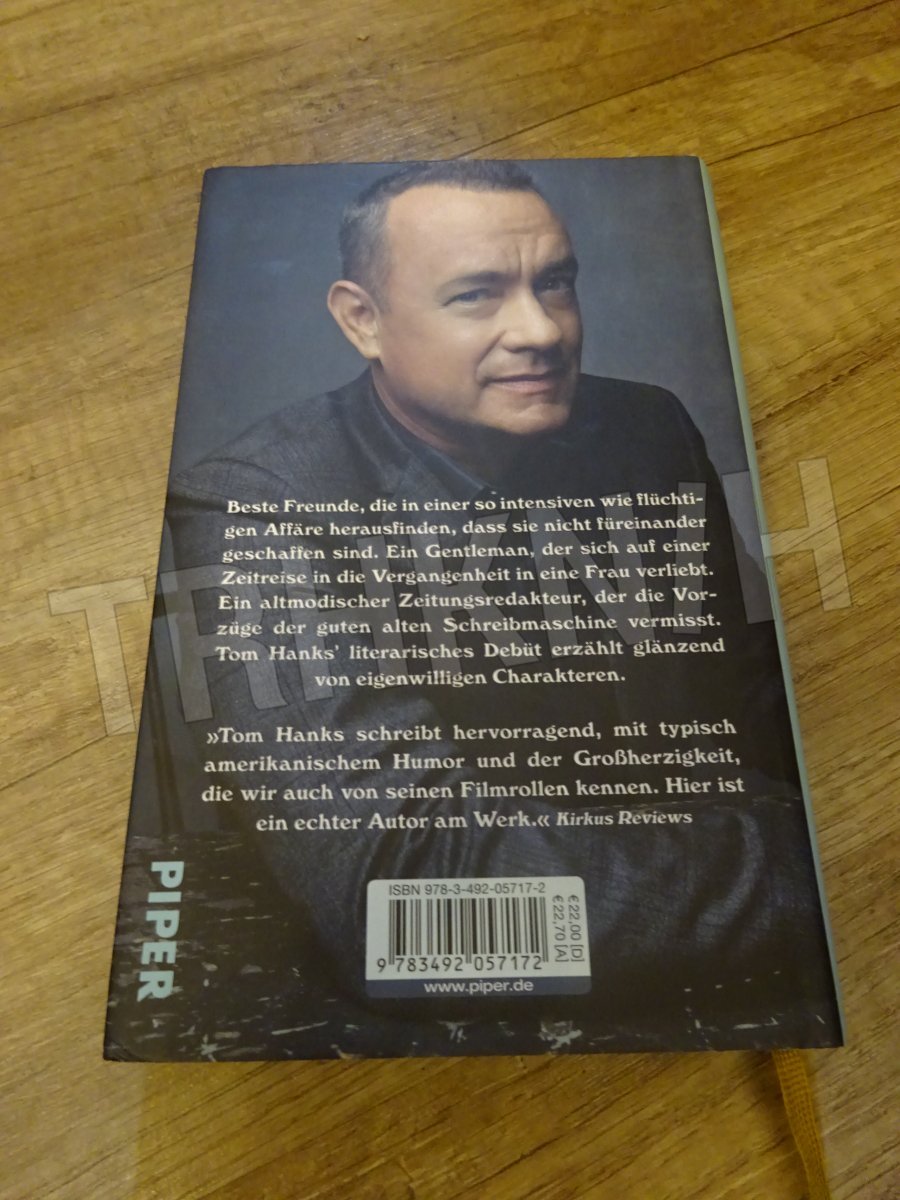 Beste Freunde, die in einer so intensiven wie flüchti-
gen Affäre herausfinden, dass sie nicht füreinander
geschaffen sind. Ein Gentleman, der sich auf einer
Zeitreise in die Vergangenheit in eine Frau verliebt.
Ein altmodischer Zeitungsredakteur, der die Vor-
züge der guten alten Schreibmaschine vermisst.
Tom Hanks’ literarisches Debüt erzählt glänzend
von eigenwilligen Charakteren.
»Tom Hanks schreibt hervorragend, mit typisch
amerikanischem Humor und der Großherzigkeit,
die wir auch von seinen Filmrollen kennen. Hier ist
ein echter Autor am Werk.« Kirkus Reviews
PIPER
ISBN 978-3-492-05717-2
€ 22,00 [D]
€ 22,70 [A]
9 783492 057172
www.piper.de